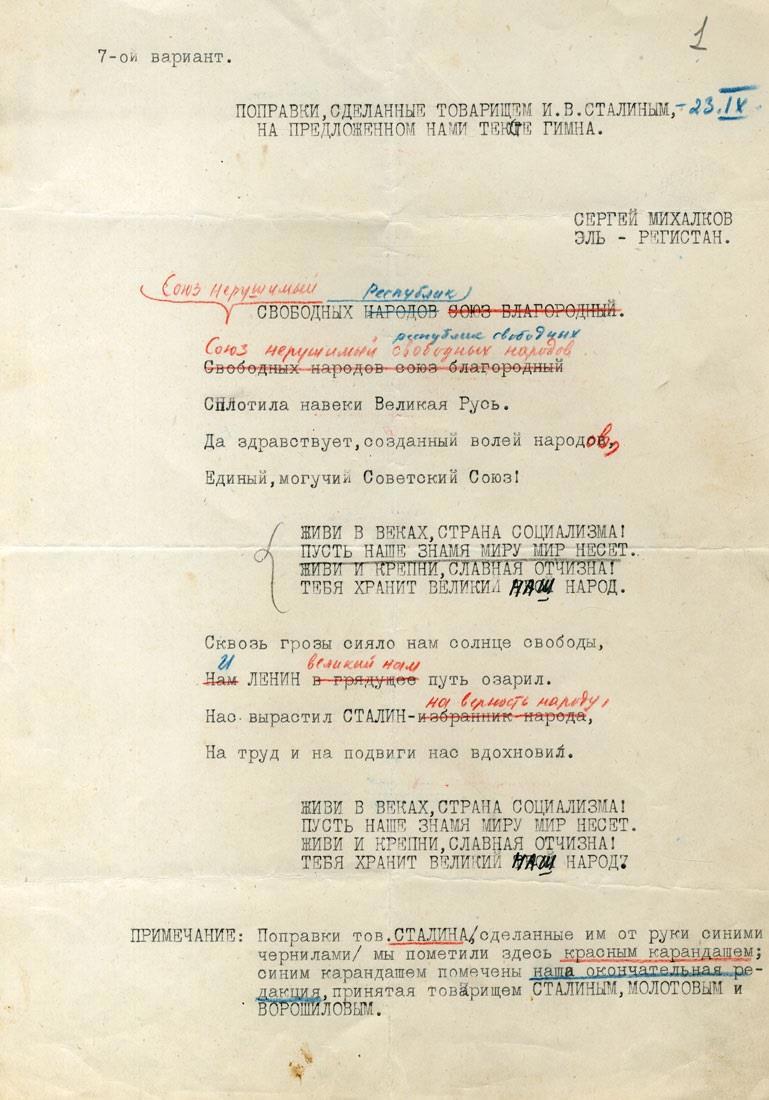 1
7-ой вариант.
ПОПРАВКИ, СДЕЛАННЫЕ ТОВАРИЩЕМ И.В.СТАЛИНЫМ, - 23.IX
НА ПРЕДЛОЖЕННОМ НАМИ ТЕКСТЕ ГИМНА.
СЕРГЕЙ МИХАЛКОВ
ЭЛЬ - РЕГИСТАН.
Союз нерушимый Республик
СВОБОДНЫХ НАРОДОВ СОЮЗ БЛАГОРОДНЫЙ.
республик свободных
Союз нерушимый свободных народов
Свободных народов союз благородный
Сплотила навеки Великая Русь.
Да здравствует, созданный волей народов,
Единый, могучий Советский Союз!
ЖИВИ В ВЕКАХ, СТРАНА СОЦИАЛИЗМА!
ПУСТЬ НАШЕ ЗНАМЯ МИРУ МИР НЕСЕТ.
ЖИВИ И КРЕПНИ, СЛАВНАЯ ОТЧИЗНА!
ТЕБЯ ХРАНИТ ВЕЛИКИЙ НАШ НАРОД.
Сквозь грозы сияло нам солнце свободы,
И великий нам
Нам ЛЕНИН в грядущее путь озарил.
на верность народу,
Нас вырастил СТАЛИН-избранник народа,
На труд и на подвиги нас вдохновил.
ЖИВИ В ВЕКАХ, СТРАНА СОЦИАЛИЗМА!
ПУСТЬ НАШЕ ЗНАМЯ МИРУ МИР НЕСЕТ.
ЖИВИ И КРЕПНИ, СЛАВНАЯ ОТЧИЗНА!
ТЕБЯ ХРАНИТ ВЕЛИКИЙ НАШ НАРОД.
ПРИМЕЧАНИЕ: Поправки тов. СТАЛИНА /сделанные им от руки синими
чернилами/ мы пометили здесь красным карандашем;
синим карандашем помечены наша окончательная ре-
дакция, принятая товарищем СТАЛИНЫМ, МОЛОТОВЫМ и
ВОРОШИЛОВЫМ.